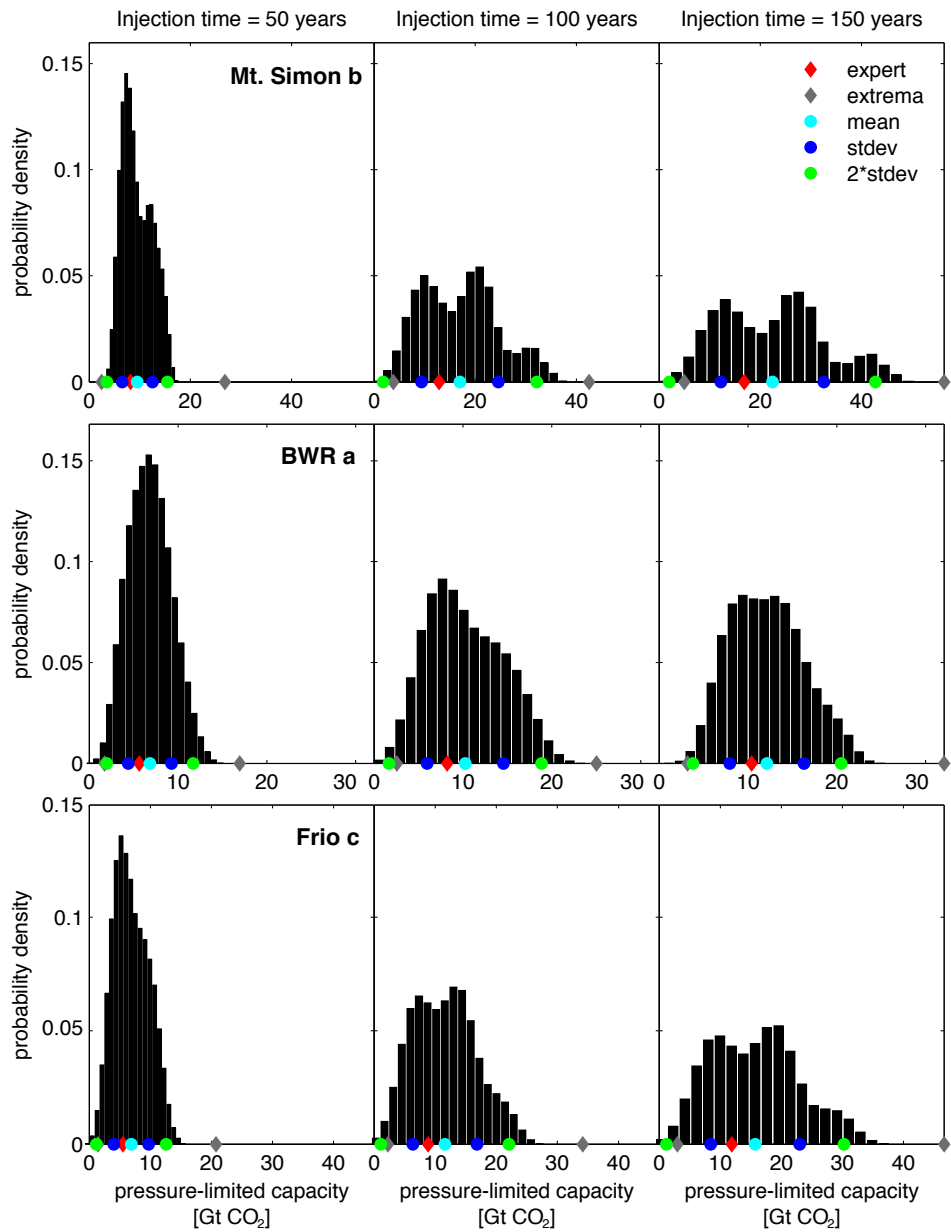 Injection time = 50 years
Injection time = 100 years
Injection time = 150 years
Mt. Simon b
expert
extrema
mean
stdev
2*stdev
probability density
0.15
0.1
0.05
0
0 20 40
0 20 40
0 20 40
BWR a
probability density
0.15
0.1
0.05
0
0 10 20 30
0 10 20 30
0 10 20 30
Frio c
probability density
0.15
0.1
0.05
0
0 10 20 30 40
0 10 20 30 40
0 10 20 30 40
pressure-limited capacity
[Gt CO₂]
pressure-limited capacity
[Gt CO₂]
pressure-limited capacity
[Gt CO₂]